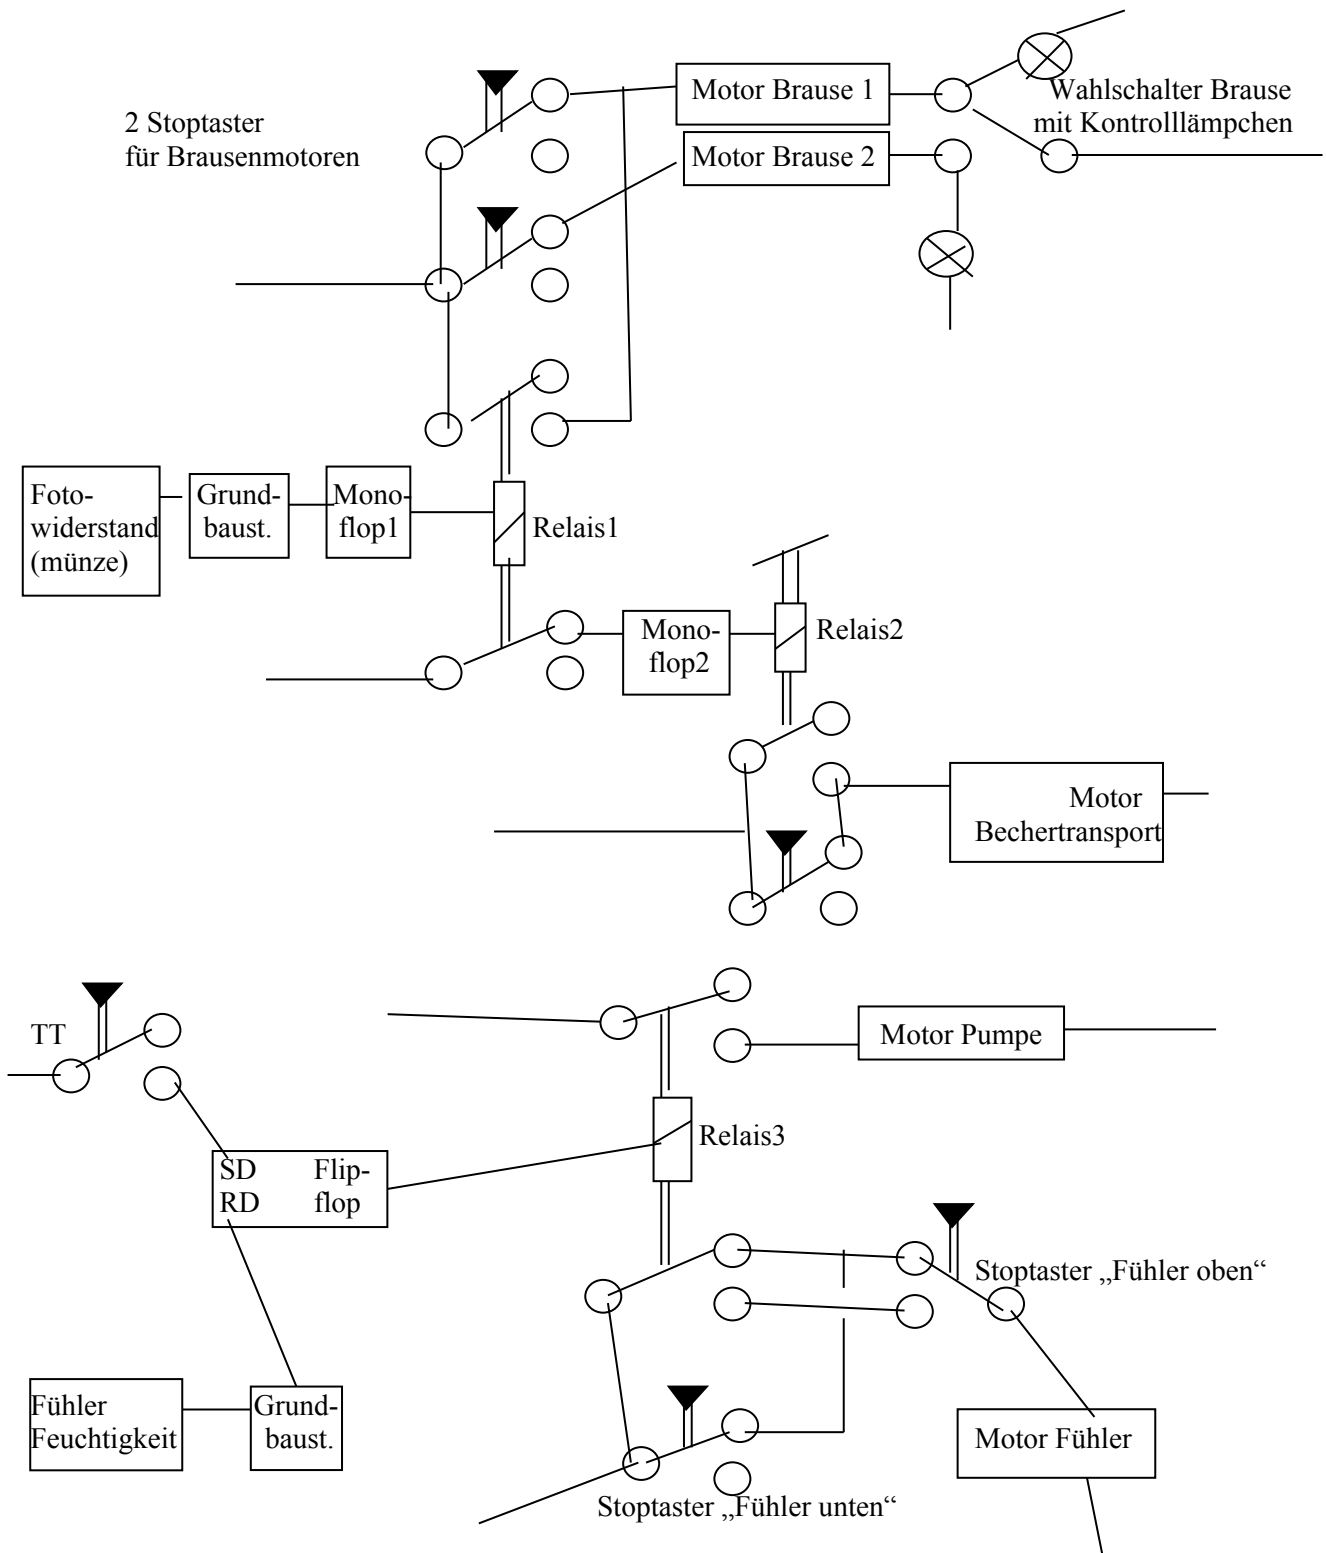 2 Stoptaster
für Brausenmotoren
Motor Brause 1
Motor Brause 2
Wahlschalter Brause
mit Kontrolllämpchen
Foto-
widerstand
(münze)
Grund-
baust.
Mono-
flop1
Relais1
Mono-
flop2
Relais2
Motor
Bechertransport
TT
Motor Pumpe
Relais3
SD Flip-
RD flop
Stoptaster „Fühler oben“
Fühler
Feuchtigkeit
Grund-
baust.
Motor Fühler
Stoptaster „Fühler unten“